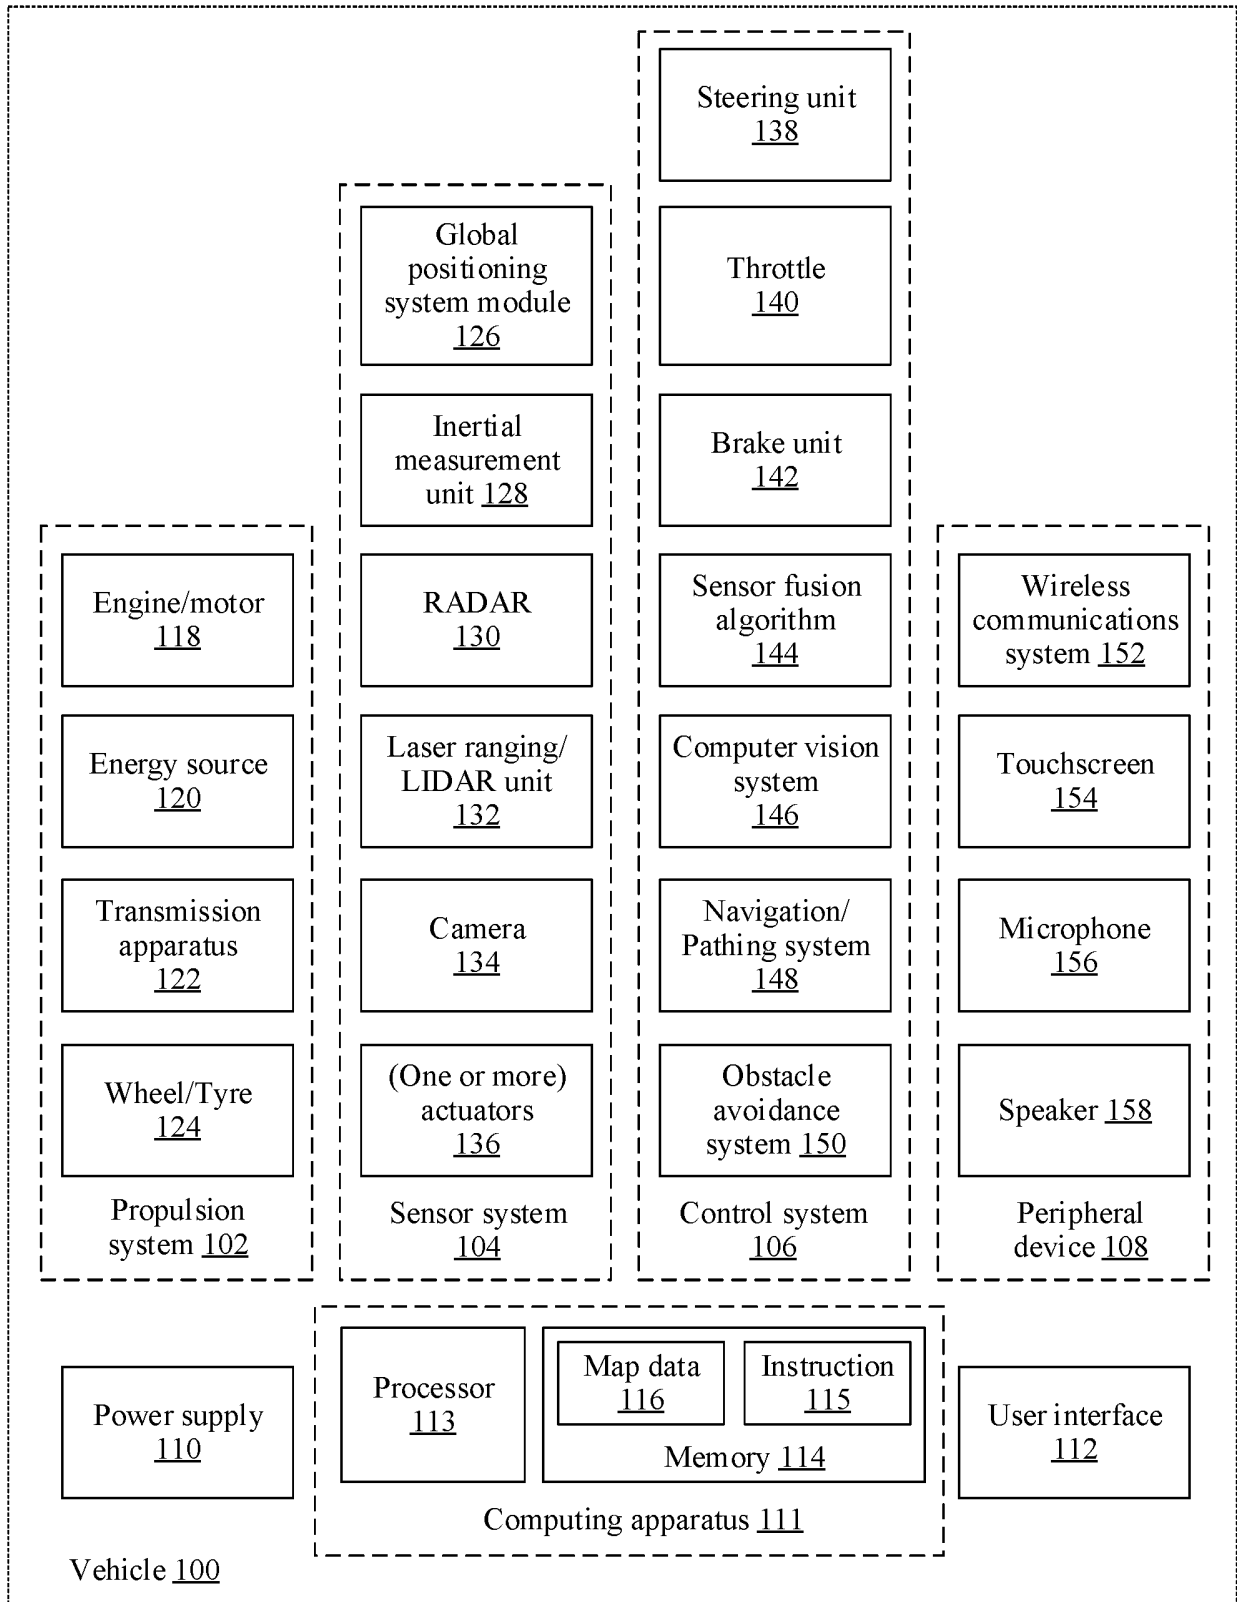 Steering unit
138
Throttle
140
Brake unit
142
Sensor fusion
algorithm
144
Computer vision
system
146
Navigation/
Pathing system
148
Obstacle
avoidance
system 150
Control system
106
Global
positioning
system module
126
Inertial
measurement
unit 128
RADAR
130
Laser ranging/
LIDAR unit
132
Camera
134
(One or more)
actuators
136
Sensor system
104
Engine/motor
118
Energy source
120
Transmission
apparatus
122
Wheel/Tyre
124
Propulsion
system 102
Wireless
communications
system 152
Touchscreen
154
Microphone
156
Speaker 158
Peripheral
device 108
Power supply
110
Processor
113
Map data
116
Instruction
115
Memory 114
Computing apparatus 111
User interface
112
Vehicle 100